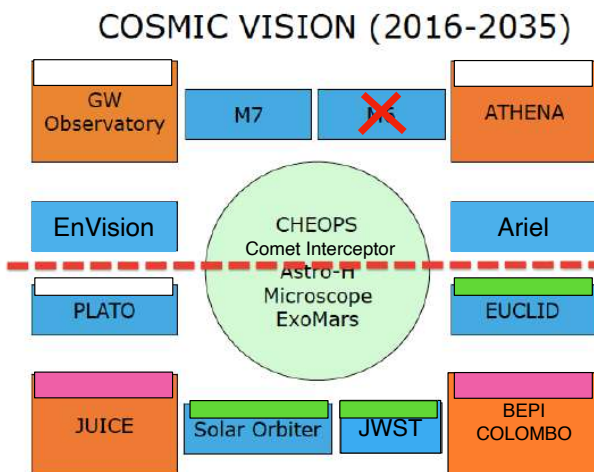 COSMIC VISION (2016-2035)
GW
Observatory
M7
ATHENA
EnVision
CHEOPS
Comet Interceptor
Astro-H
Microscope
ExoMars
Ariel
PLATO
EUCLID
JUICE
Solar Orbiter
JWST
BEPI
COLOMBO